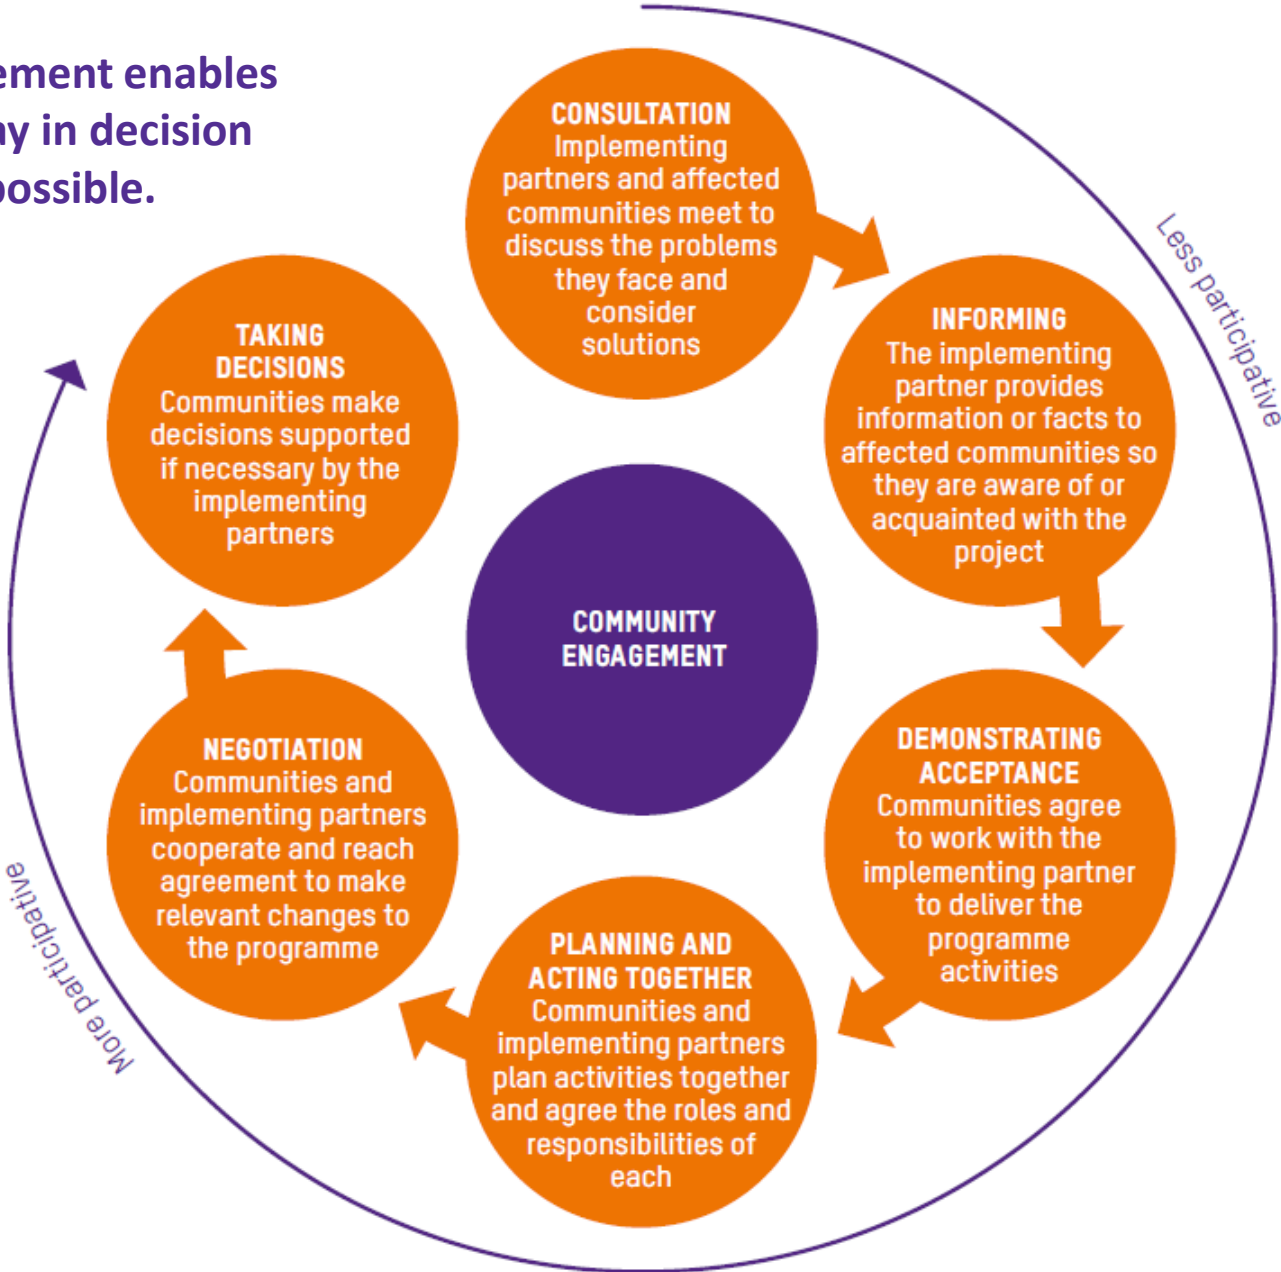 ement enables
ay in decision
possible.
CONSULTATION
Implementing
partners and affected
communities meet to
discuss the problems
they face and
consider
solutions
Less participative
INFORMING
The implementing
partner provides
information or facts to
affected communities so
they are aware of or
acquainted with the
project
DEMONSTRATING
ACCEPTANCE
Communities agree
to work with the
implementing partner
to deliver the
programme
activities
PLANNING AND
ACTING TOGETHER
Communities and
implementing partners
plan activities together
and agree the roles and
responsibilities of
each
NEGOTIATION
Communities and
implementing partners
cooperate and reach
agreement to make
relevant changes to
the programme
More participative
TAKING
DECISIONS
Communities make
decisions supported
if necessary by the
implementing
partners
COMMUNITY
ENGAGEMENT